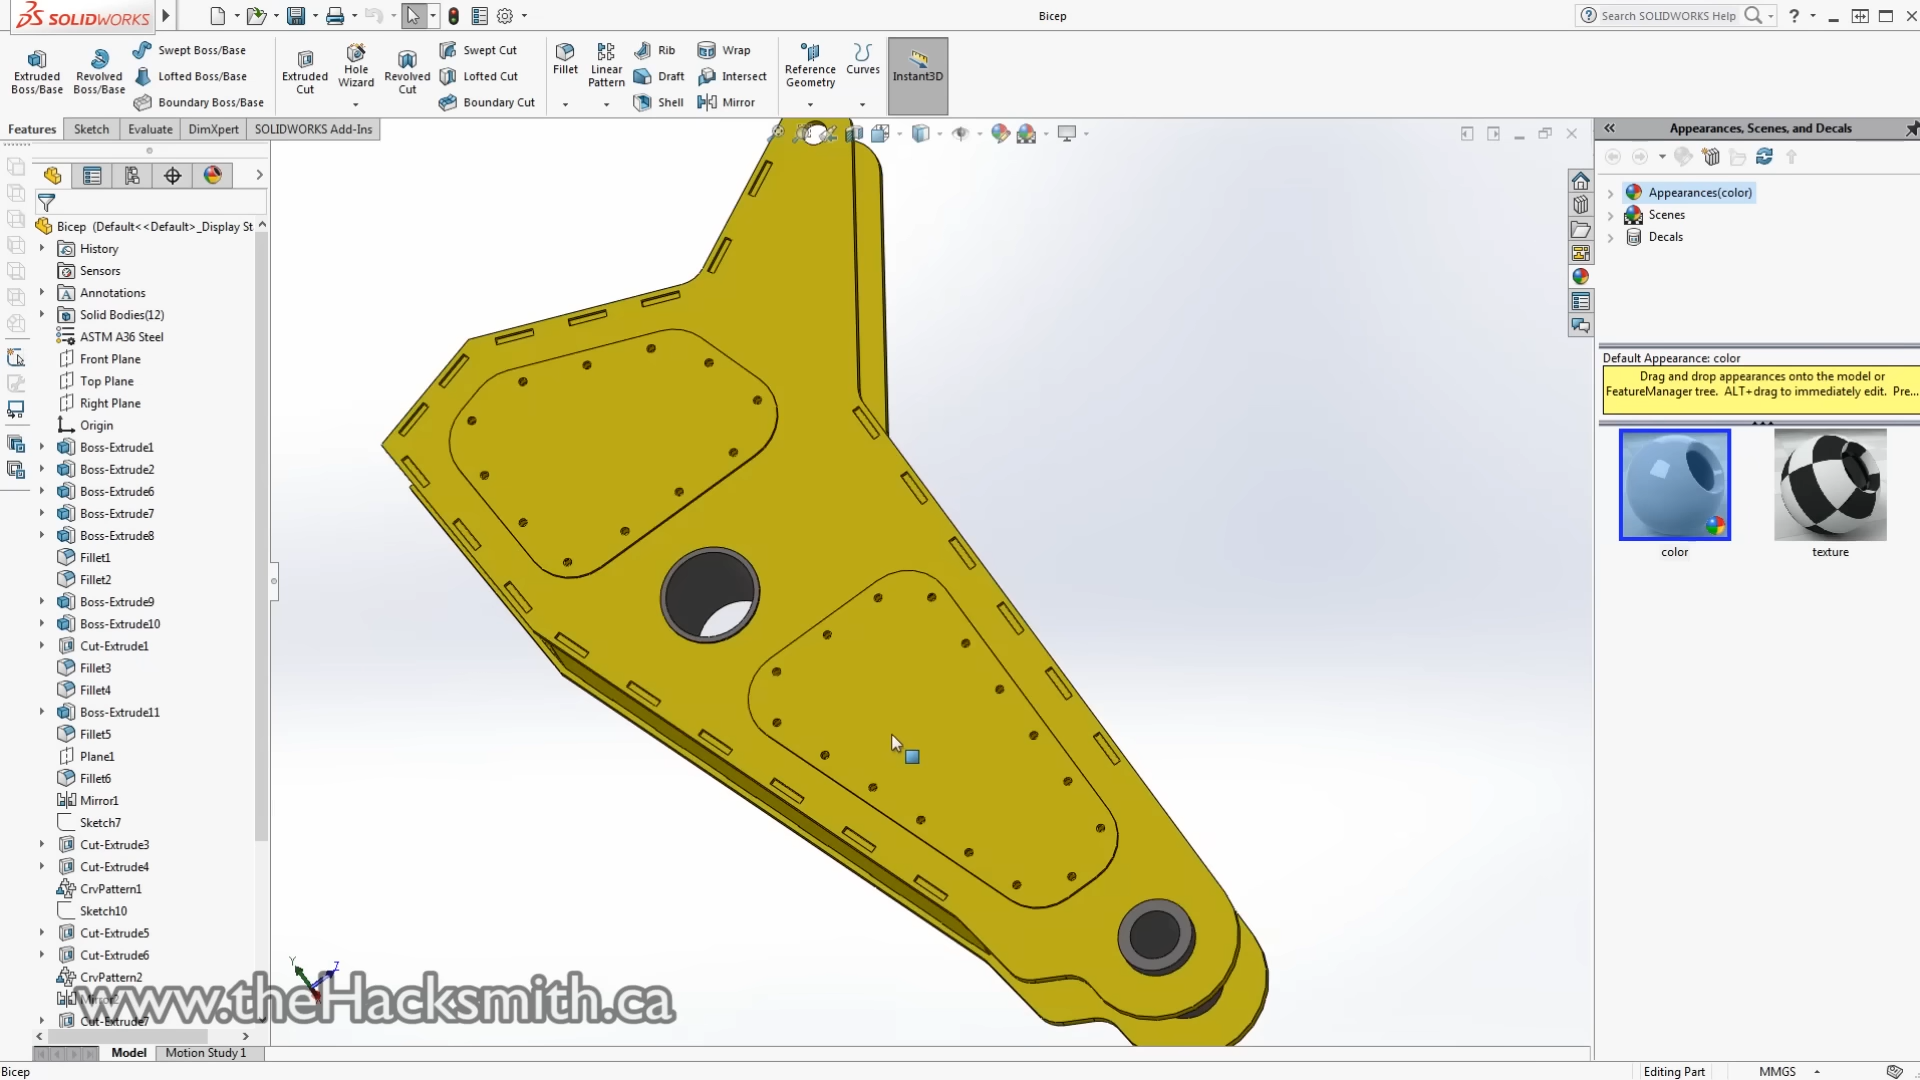 SOLIDWORKS
Bicep
Search SOLIDWORKS Help
?
Extruded Boss/Base
Revolved Boss/Base
Swept Boss/Base
Lofted Boss/Base
Boundary Boss/Base
Extruded Cut
Hole Wizard
Revolved Cut
Swept Cut
Lofted Cut
Boundary Cut
Fillet
Linear Pattern
Rib
Draft
Shell
Wrap
Intersect
Mirror
Reference Geometry
Curves
Instant3D
Features
Sketch
Evaluate
DimXpert
SOLIDWORKS Add-Ins
Bicep (Default<<Default>_Display St
History
Sensors
Annotations
Solid Bodies(12)
ASTM A36 Steel
Front Plane
Top Plane
Right Plane
Origin
Boss-Extrude1
Boss-Extrude2
Boss-Extrude6
Boss-Extrude7
Boss-Extrude8
Fillet1
Fillet2
Boss-Extrude9
Boss-Extrude10
Cut-Extrude1
Fillet3
Fillet4
Boss-Extrude11
Fillet5
Plane1
Fillet6
Mirror1
Sketch7
Cut-Extrude3
Cut-Extrude4
CrvPattern1
Sketch10
Cut-Extrude5
Cut-Extrude6
CrvPattern2
Mirror2
Cut-Extrude7
Y
Z
www.theHacksmith.ca
Model
Motion Study 1
Appearances, Scenes, and Decals
Appearances(color)
Scenes
Decals
Default Appearance: color
Drag and drop appearances onto the model or
FeatureManager tree. ALT+drag to immediately edit. Pre...
color
texture
Bicep
Editing Part
MMGS